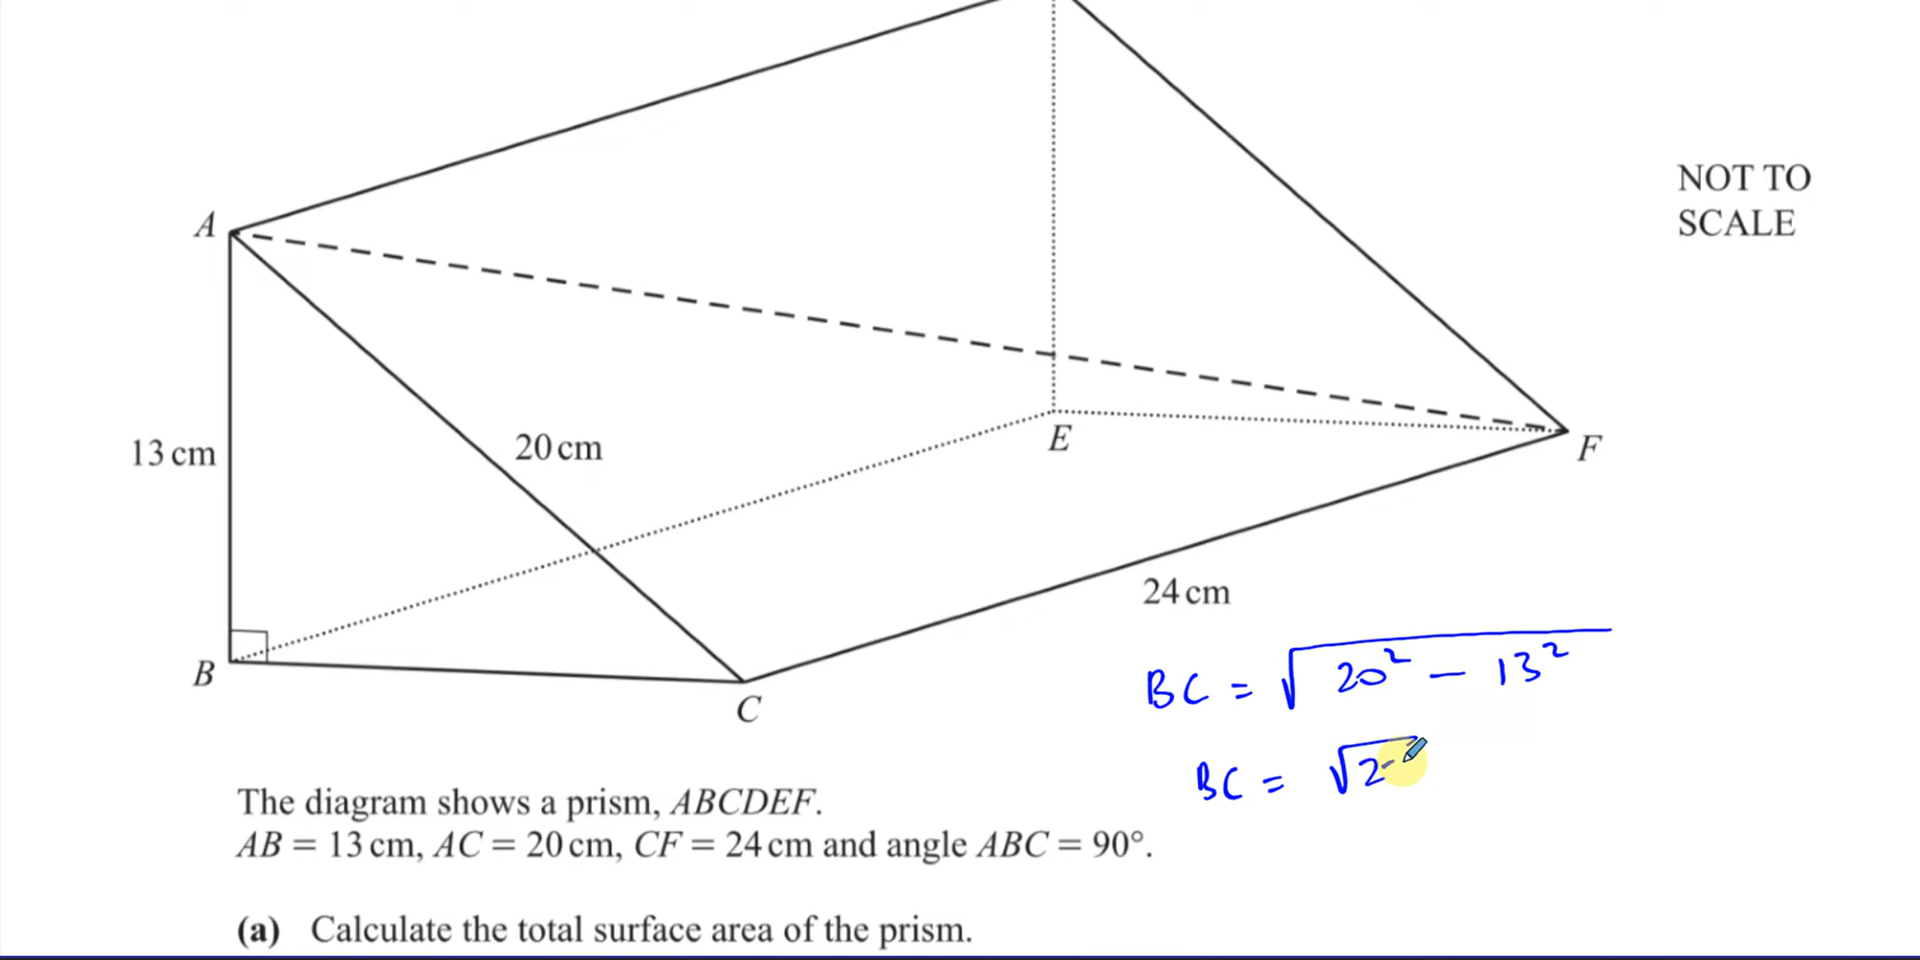 NOT TO
SCALE
A
13 cm
20 cm
E
F
24 cm
B
C
BC = √20² − 13²
BC = √2
The diagram shows a prism, ABCDEF.
AB = 13 cm, AC = 20 cm, CF = 24 cm and angle ABC = 90°.
(a) Calculate the total surface area of the prism.